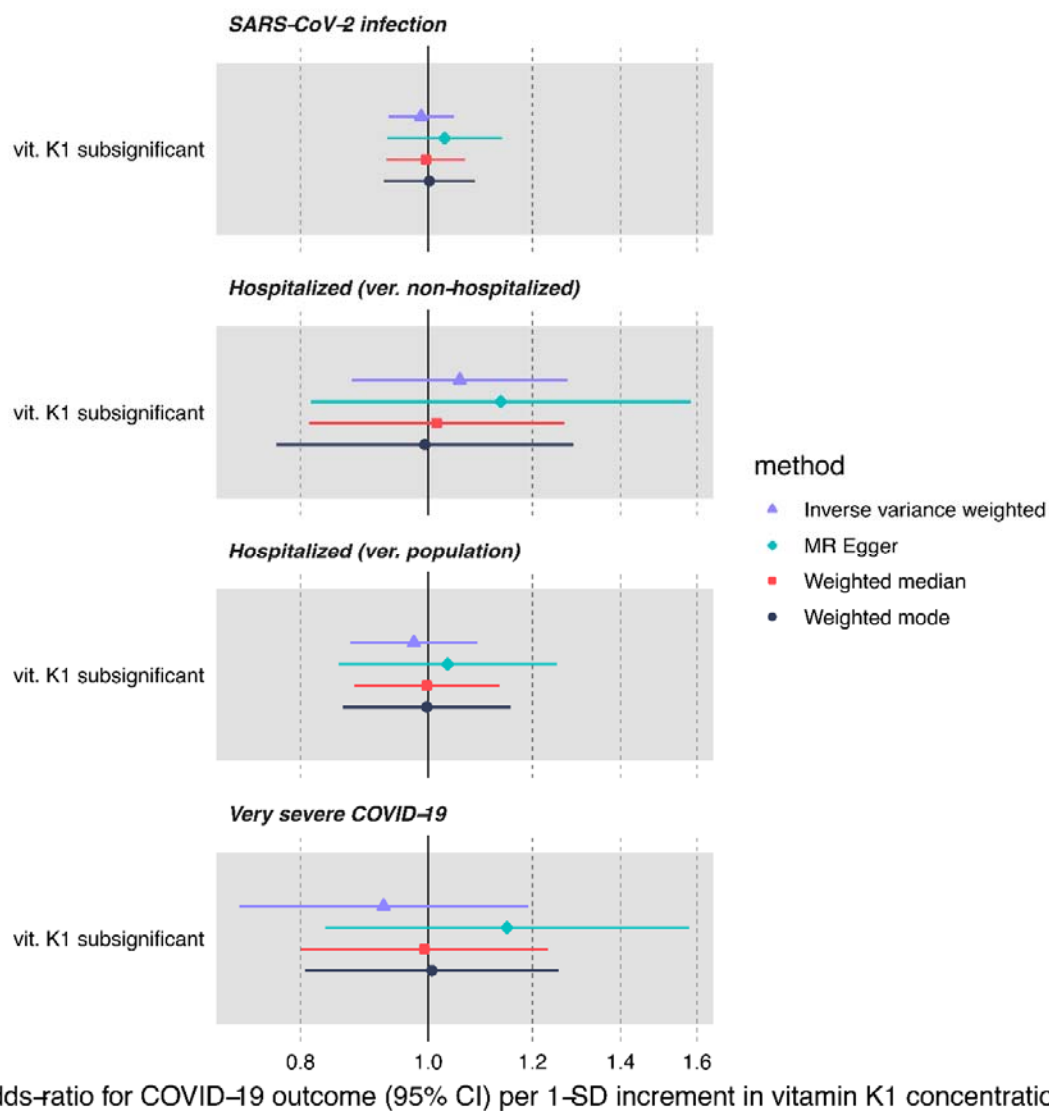 SARS-CoV-2 infection
vit. K1 subsignificant
Hospitalized (ver. non-hospitalized)
vit. K1 subsignificant
method
Inverse variance weighted
MR Egger
Weighted median
Weighted mode
Hospitalized (ver. population)
vit. K1 subsignificant
Very severe COVID-19
vit. K1 subsignificant
0.8 1.0 1.2 1.4 1.6
dds-ratio for COVID-19 outcome (95% CI) per 1-SD increment in vitamin K1 concentratio